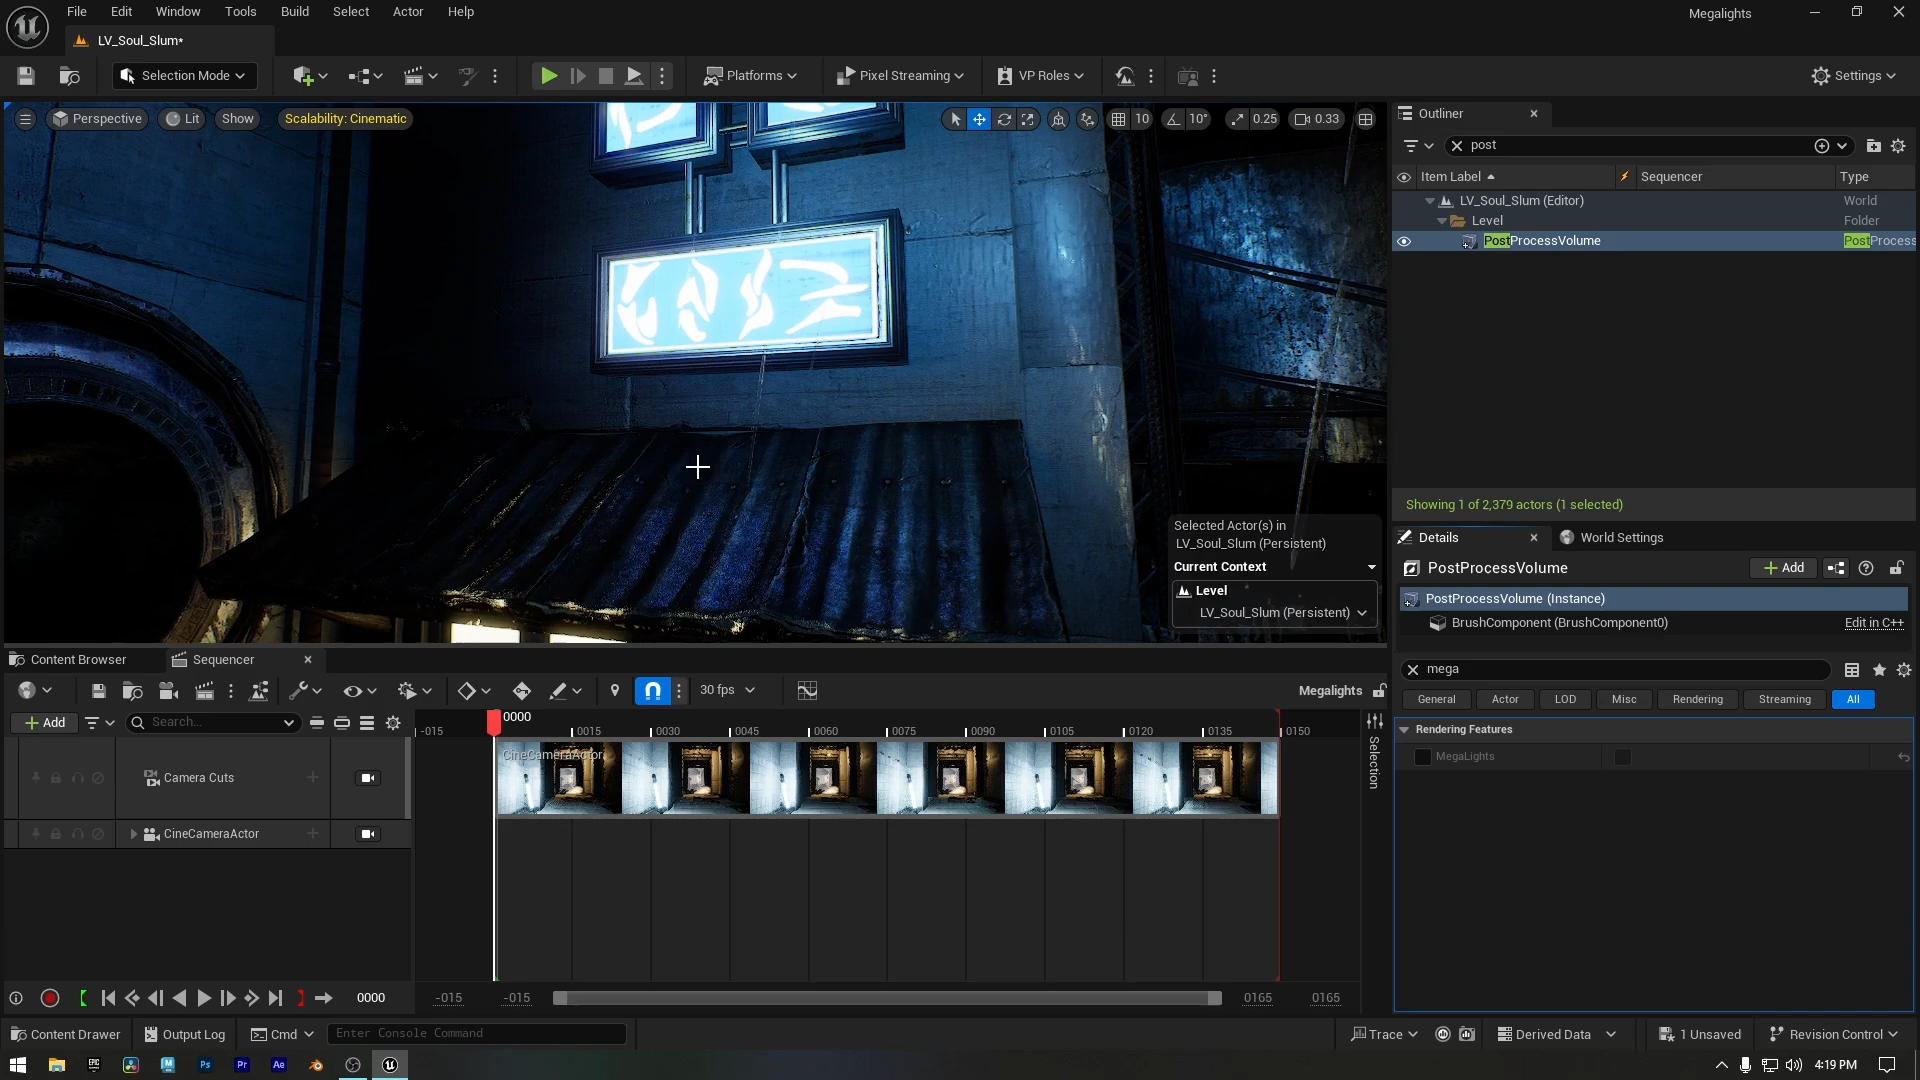 File Edit Window Tools Build Select Actor Help
Megalights
LV_Soul_Slum*
Selection Mode
Platforms
Pixel Streaming
VP Roles
Settings
Perspective
Lit
Show
Scalability: Cinematic
10
10°
0.25
0.33
Selected Actor(s) in
LV_Soul_Slum (Persistent)
Current Context
Level
LV_Soul_Slum (Persistent)
Outliner
post
Item Label
Sequencer
Type
LV_Soul_Slum (Editor)
World
Level
Folder
PostProcessVolume
PostProcess
Showing 1 of 2,379 actors (1 selected)
Details
World Settings
PostProcessVolume
Add
PostProcessVolume (Instance)
BrushComponent (BrushComponent0)
Edit in C++
mega
General
Actor
LOD
Misc
Rendering
Streaming
All
Rendering Features
MegaLights
Content Browser
Sequencer
30 fps
Megalights
Add
Search...
0000
-015
0015
0030
0045
0060
0075
0090
0105
0120
0135
0150
Selection
CineCameraActor
Camera Cuts
CineCameraActor
0000
-015
-015
0165
0165
Content Drawer
Output Log
Cmd
Enter Console Command
Trace
Derived Data
1 Unsaved
Revision Control
EPIC
Ps
Pr
Ae
4:19 PM